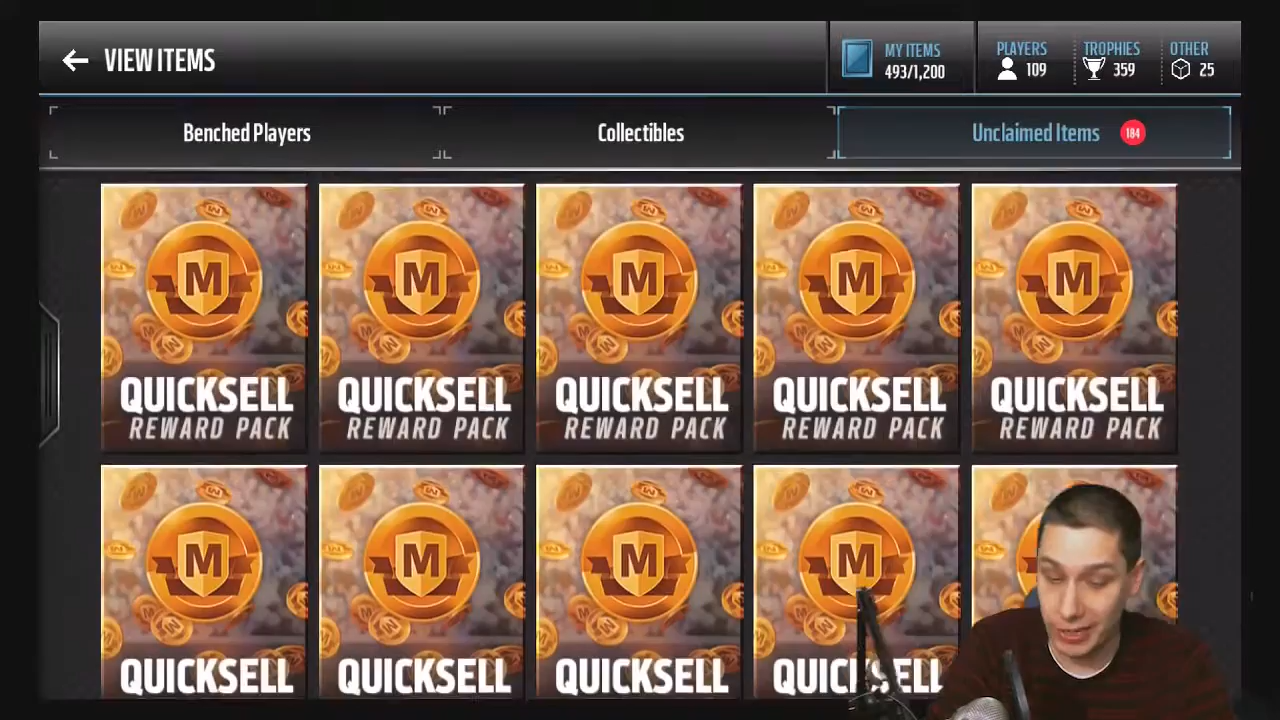 VIEW ITEMS
MY ITEMS
493/1,200
PLAYERS
109
TROPHIES
359
OTHER
25
Benched Players
Collectibles
Unclaimed Items
184
M
QUICKSELL
REWARD PACK
M
QUICKSELL
REWARD PACK
M
QUICKSELL
REWARD PACK
M
QUICKSELL
REWARD PACK
M
QUICKSELL
REWARD PACK
M
QUICKSELL
M
QUICKSELL
M
QUICKSELL
M
QUICKSELL